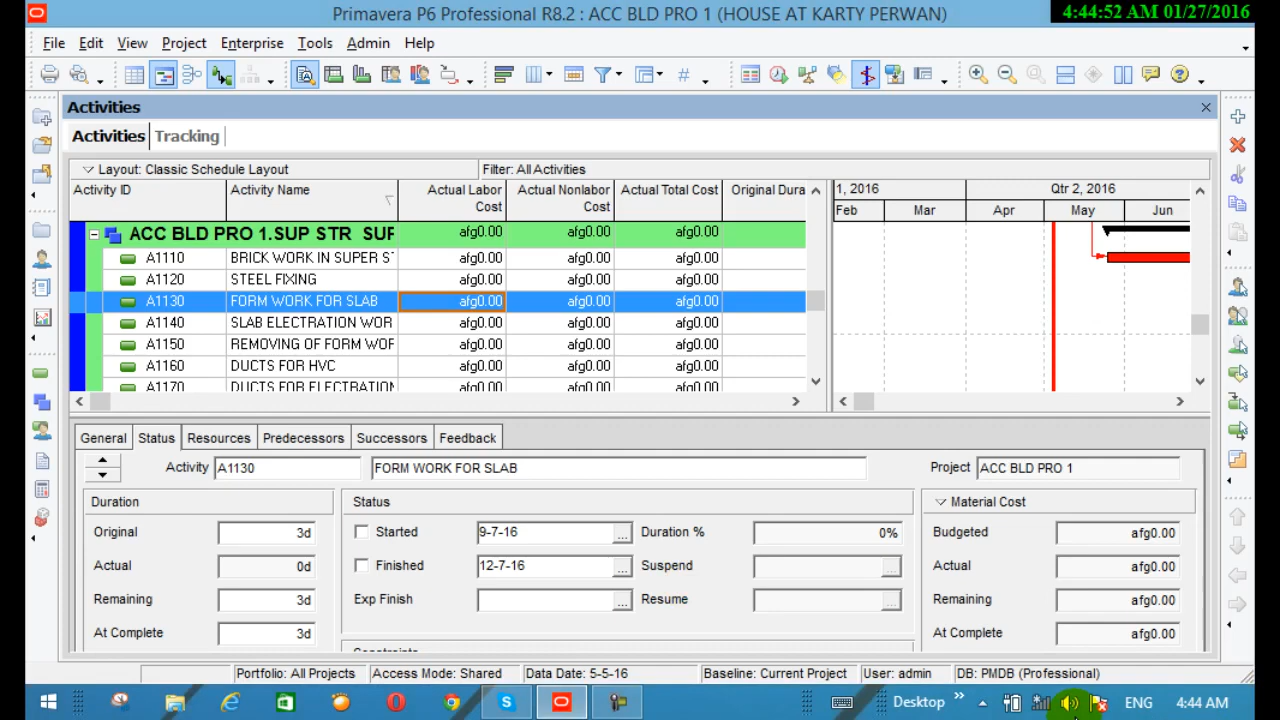 Primavera P6 Professional R8.2 : ACC BLD PRO 1 (HOUSE AT KARTY PERWAN)
4:44:52 AM 01/27/2016
File Edit View Project Enterprise Tools Admin Help
Activities
Activities Tracking
Layout: Classic Schedule Layout Filter: All Activities
Activity ID Activity Name Actual Labor Cost Actual Nonlabor Cost Actual Total Cost Original Dura 1, 2016 Qtr 2, 2016
Feb Mar Apr May Jun
ACC BLD PRO 1.SUP STR SUF afg0.00 afg0.00 afg0.00
A1110 BRICK WORK IN SUPER S afg0.00 afg0.00 afg0.00
A1120 STEEL FIXING afg0.00 afg0.00 afg0.00
A1130 FORM WORK FOR SLAB afg0.00 afg0.00 afg0.00
A1140 SLAB ELECTRATION WOR afg0.00 afg0.00 afg0.00
A1150 REMOVING OF FORM WOF afg0.00 afg0.00 afg0.00
A1160 DUCTS FOR HVC afg0.00 afg0.00 afg0.00
A1170 DUCTS FOR ELECTRATION afg0.00 afg0.00 afg0.00
General Status Resources Predecessors Successors Feedback
Activity A1130 FORM WORK FOR SLAB Project ACC BLD PRO 1
Duration Status Material Cost
Original 3d Started 9-7-16 ... Duration % 0% Budgeted afg0.00
Actual 0d Finished 12-7-16 ... Suspend ... Actual afg0.00
Remaining 3d Exp Finish ... Resume ... Remaining afg0.00
At Complete 3d At Complete afg0.00
Constraints
Portfolio: All Projects Access Mode: Shared Data Date: 5-5-16 Baseline: Current Project User: admin DB: PMDB (Professional)
Desktop » ENG 4:44 AM